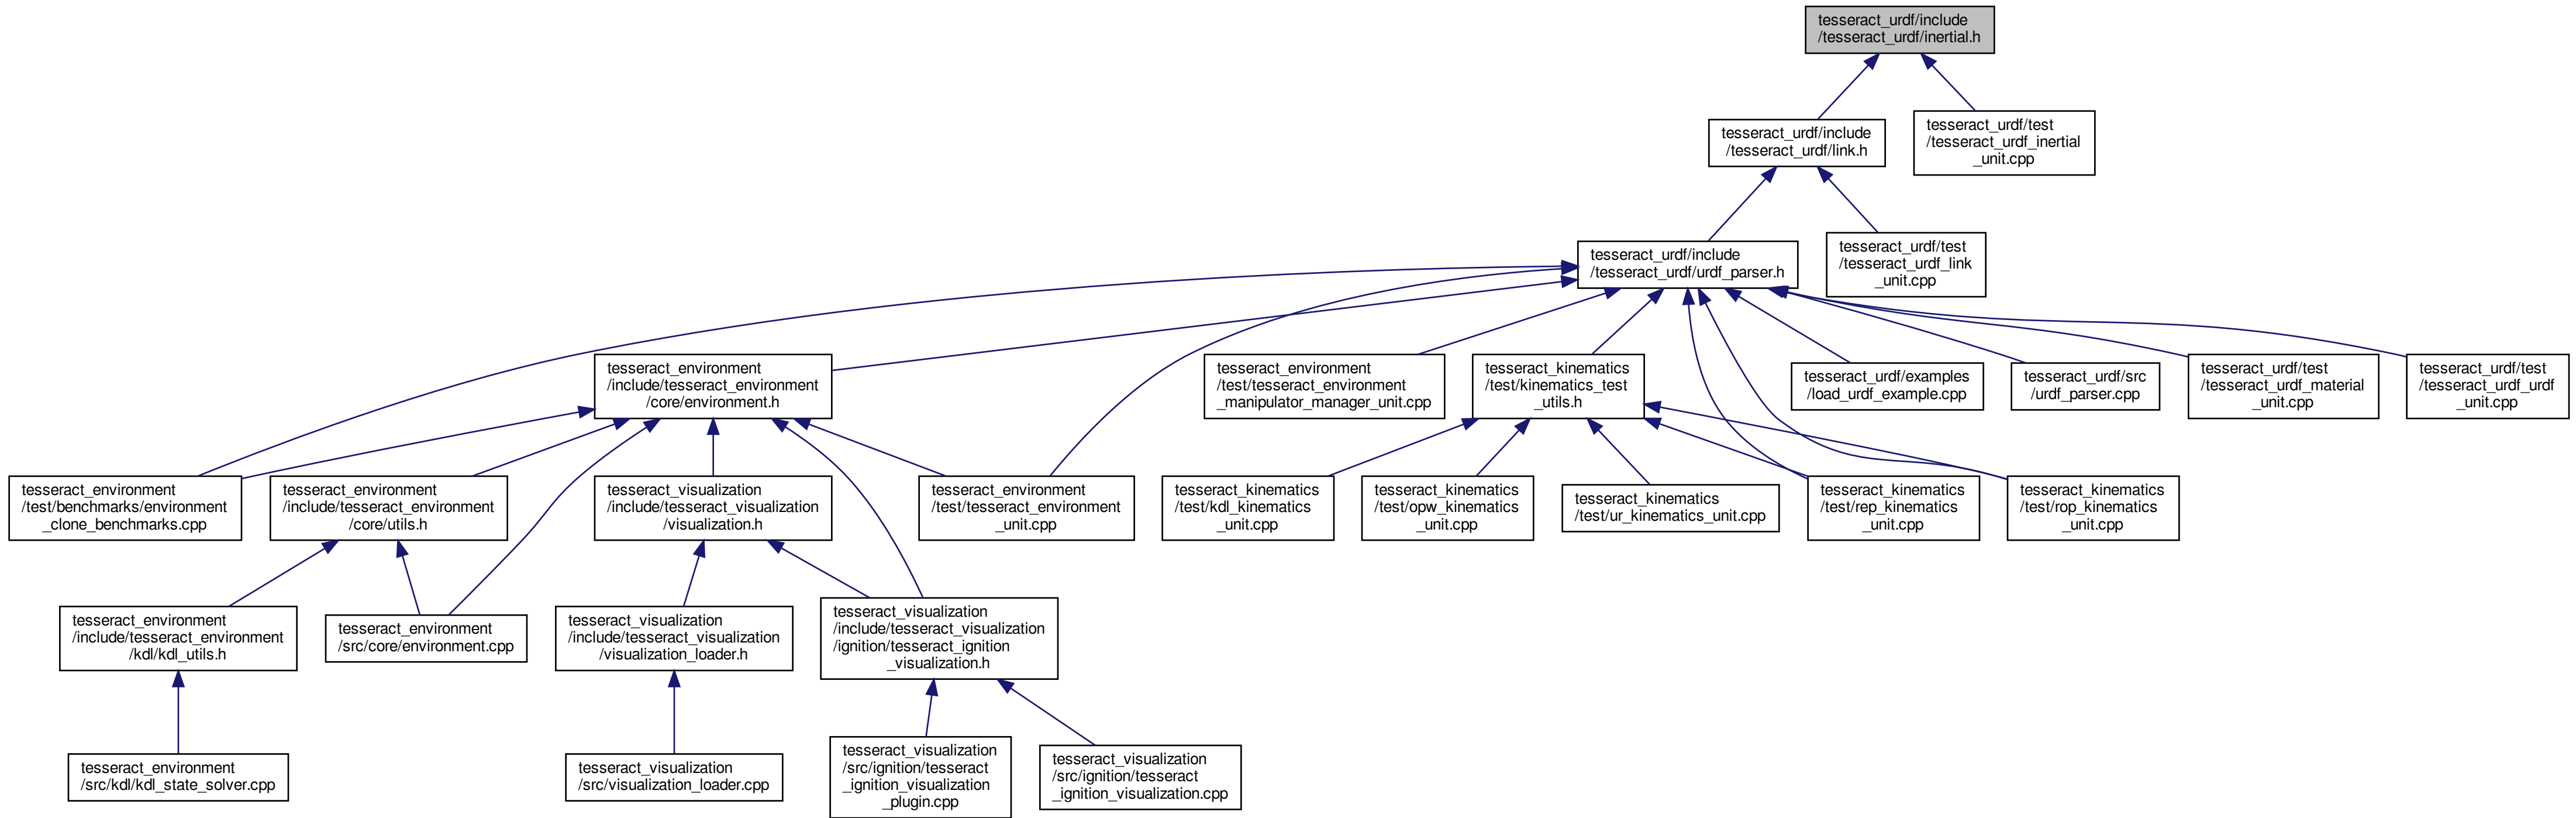 tesseract_urdf/include
/tesseract_urdf/inertial.h
tesseract_urdf/include
/tesseract_urdf/link.h
tesseract_urdf/test
/tesseract_urdf_inertial
_unit.cpp
tesseract_urdf/include
/tesseract_urdf/urdf_parser.h
tesseract_urdf/test
/tesseract_urdf_link
_unit.cpp
tesseract_environment
/include/tesseract_environment
/core/environment.h
tesseract_environment
/test/tesseract_environment
_manipulator_manager_unit.cpp
tesseract_kinematics
/test/kinematics_test
_utils.h
tesseract_urdf/examples
/load_urdf_example.cpp
tesseract_urdf/src
/urdf_parser.cpp
tesseract_urdf/test
/tesseract_urdf_material
_unit.cpp
tesseract_urdf/test
/tesseract_urdf_urdf
_unit.cpp
tesseract_environment
/test/benchmarks/environment
_clone_benchmarks.cpp
tesseract_environment
/include/tesseract_environment
/core/utils.h
tesseract_visualization
/include/tesseract_visualization
/visualization.h
tesseract_environment
/test/tesseract_environment
_unit.cpp
tesseract_kinematics
/test/kdl_kinematics
_unit.cpp
tesseract_kinematics
/test/opw_kinematics
_unit.cpp
tesseract_kinematics
/test/ur_kinematics_unit.cpp
tesseract_kinematics
/test/rep_kinematics
_unit.cpp
tesseract_kinematics
/test/rop_kinematics
_unit.cpp
tesseract_environment
/include/tesseract_environment
/kdl/kdl_utils.h
tesseract_environment
/src/core/environment.cpp
tesseract_visualization
/include/tesseract_visualization
/visualization_loader.h
tesseract_visualization
/include/tesseract_visualization
/ignition/tesseract_ignition
_visualization.h
tesseract_environment
/src/kdl/kdl_state_solver.cpp
tesseract_visualization
/src/visualization_loader.cpp
tesseract_visualization
/src/ignition/tesseract
_ignition_visualization
_plugin.cpp
tesseract_visualization
/src/ignition/tesseract
_ignition_visualization.cpp